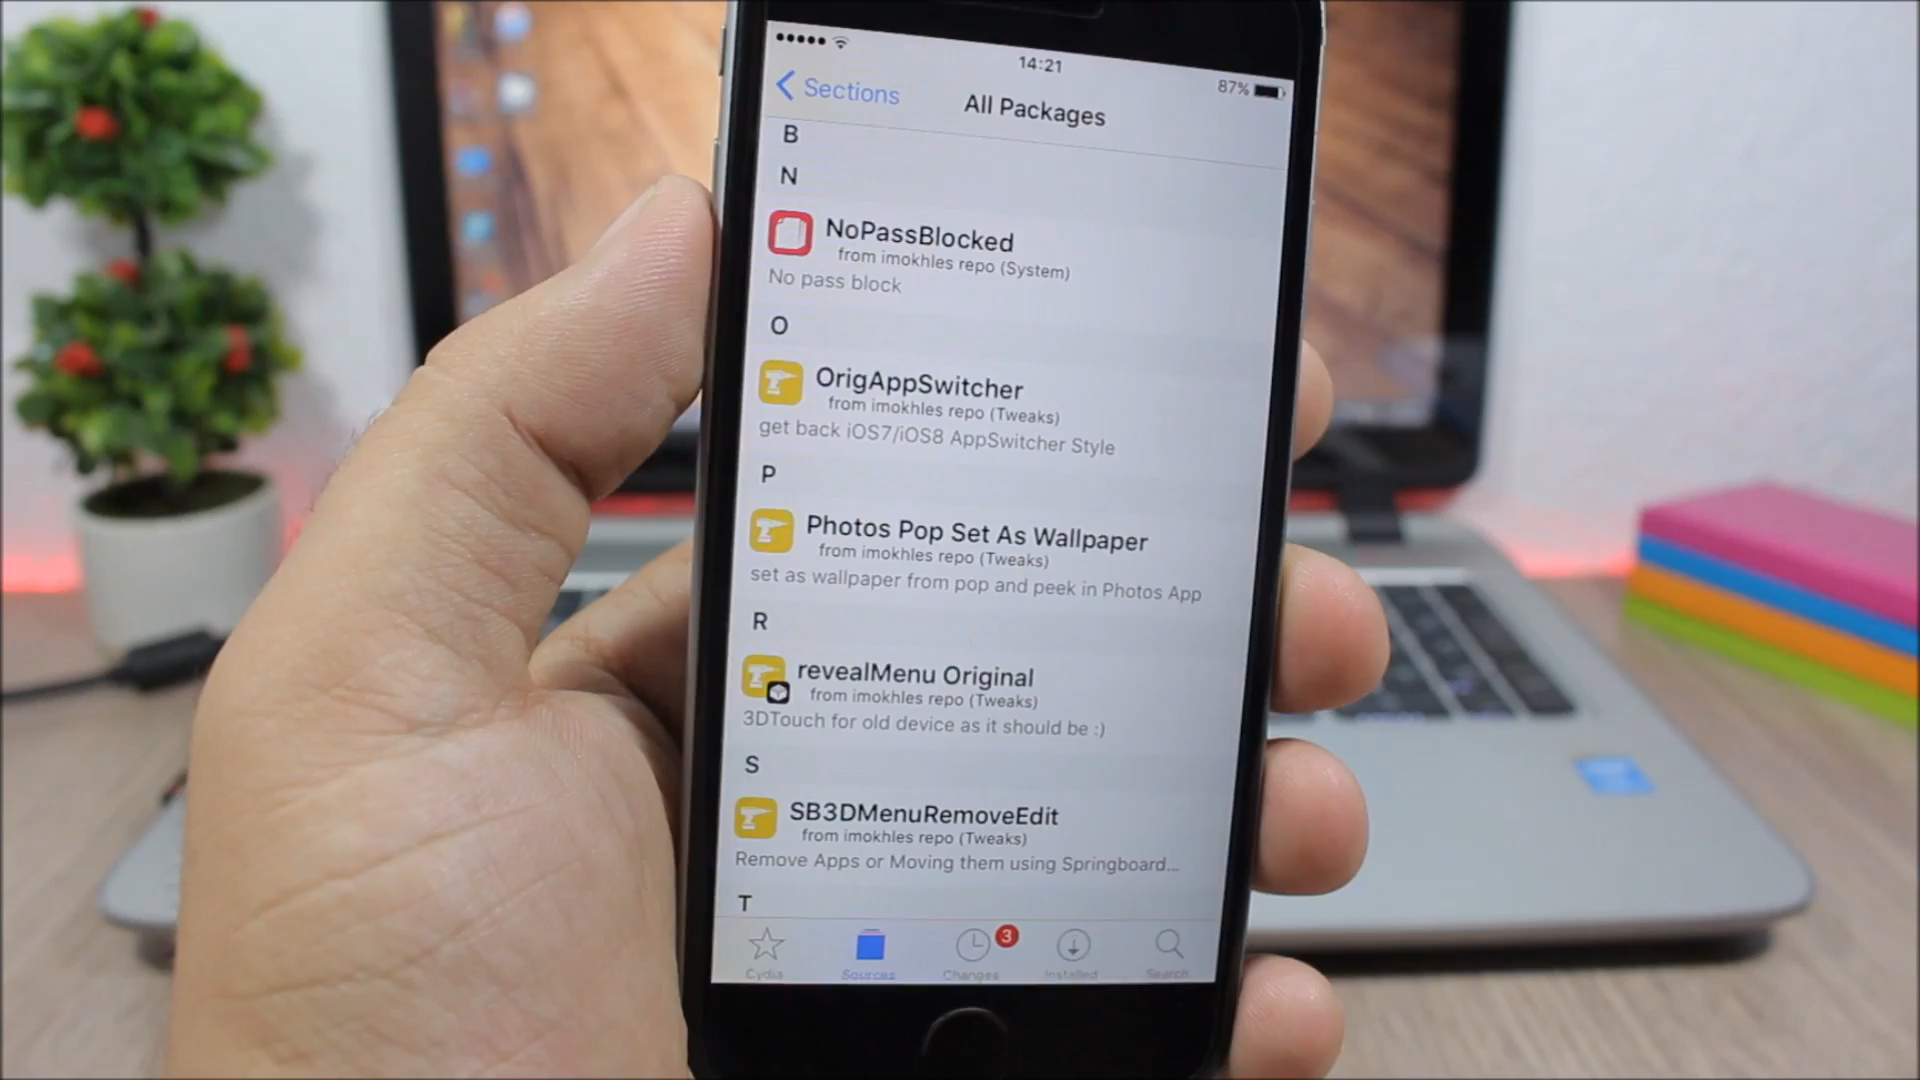 14:21
87%
Sections
All Packages
B
N
NoPassBlocked
from imokhles repo (System)
No pass block
O
OrigAppSwitcher
from imokhles repo (Tweaks)
get back iOS7/iOS8 AppSwitcher Style
P
Photos Pop Set As Wallpaper
from imokhles repo (Tweaks)
set as wallpaper from pop and peek in Photos App
R
revealMenu Original
from imokhles repo (Tweaks)
3DTouch for old device as it should be :)
S
SB3DMenuRemoveEdit
from imokhles repo (Tweaks)
Remove Apps or Moving them using Springboard...
T
3
Cydia
Sources
Changes
Installed
Search